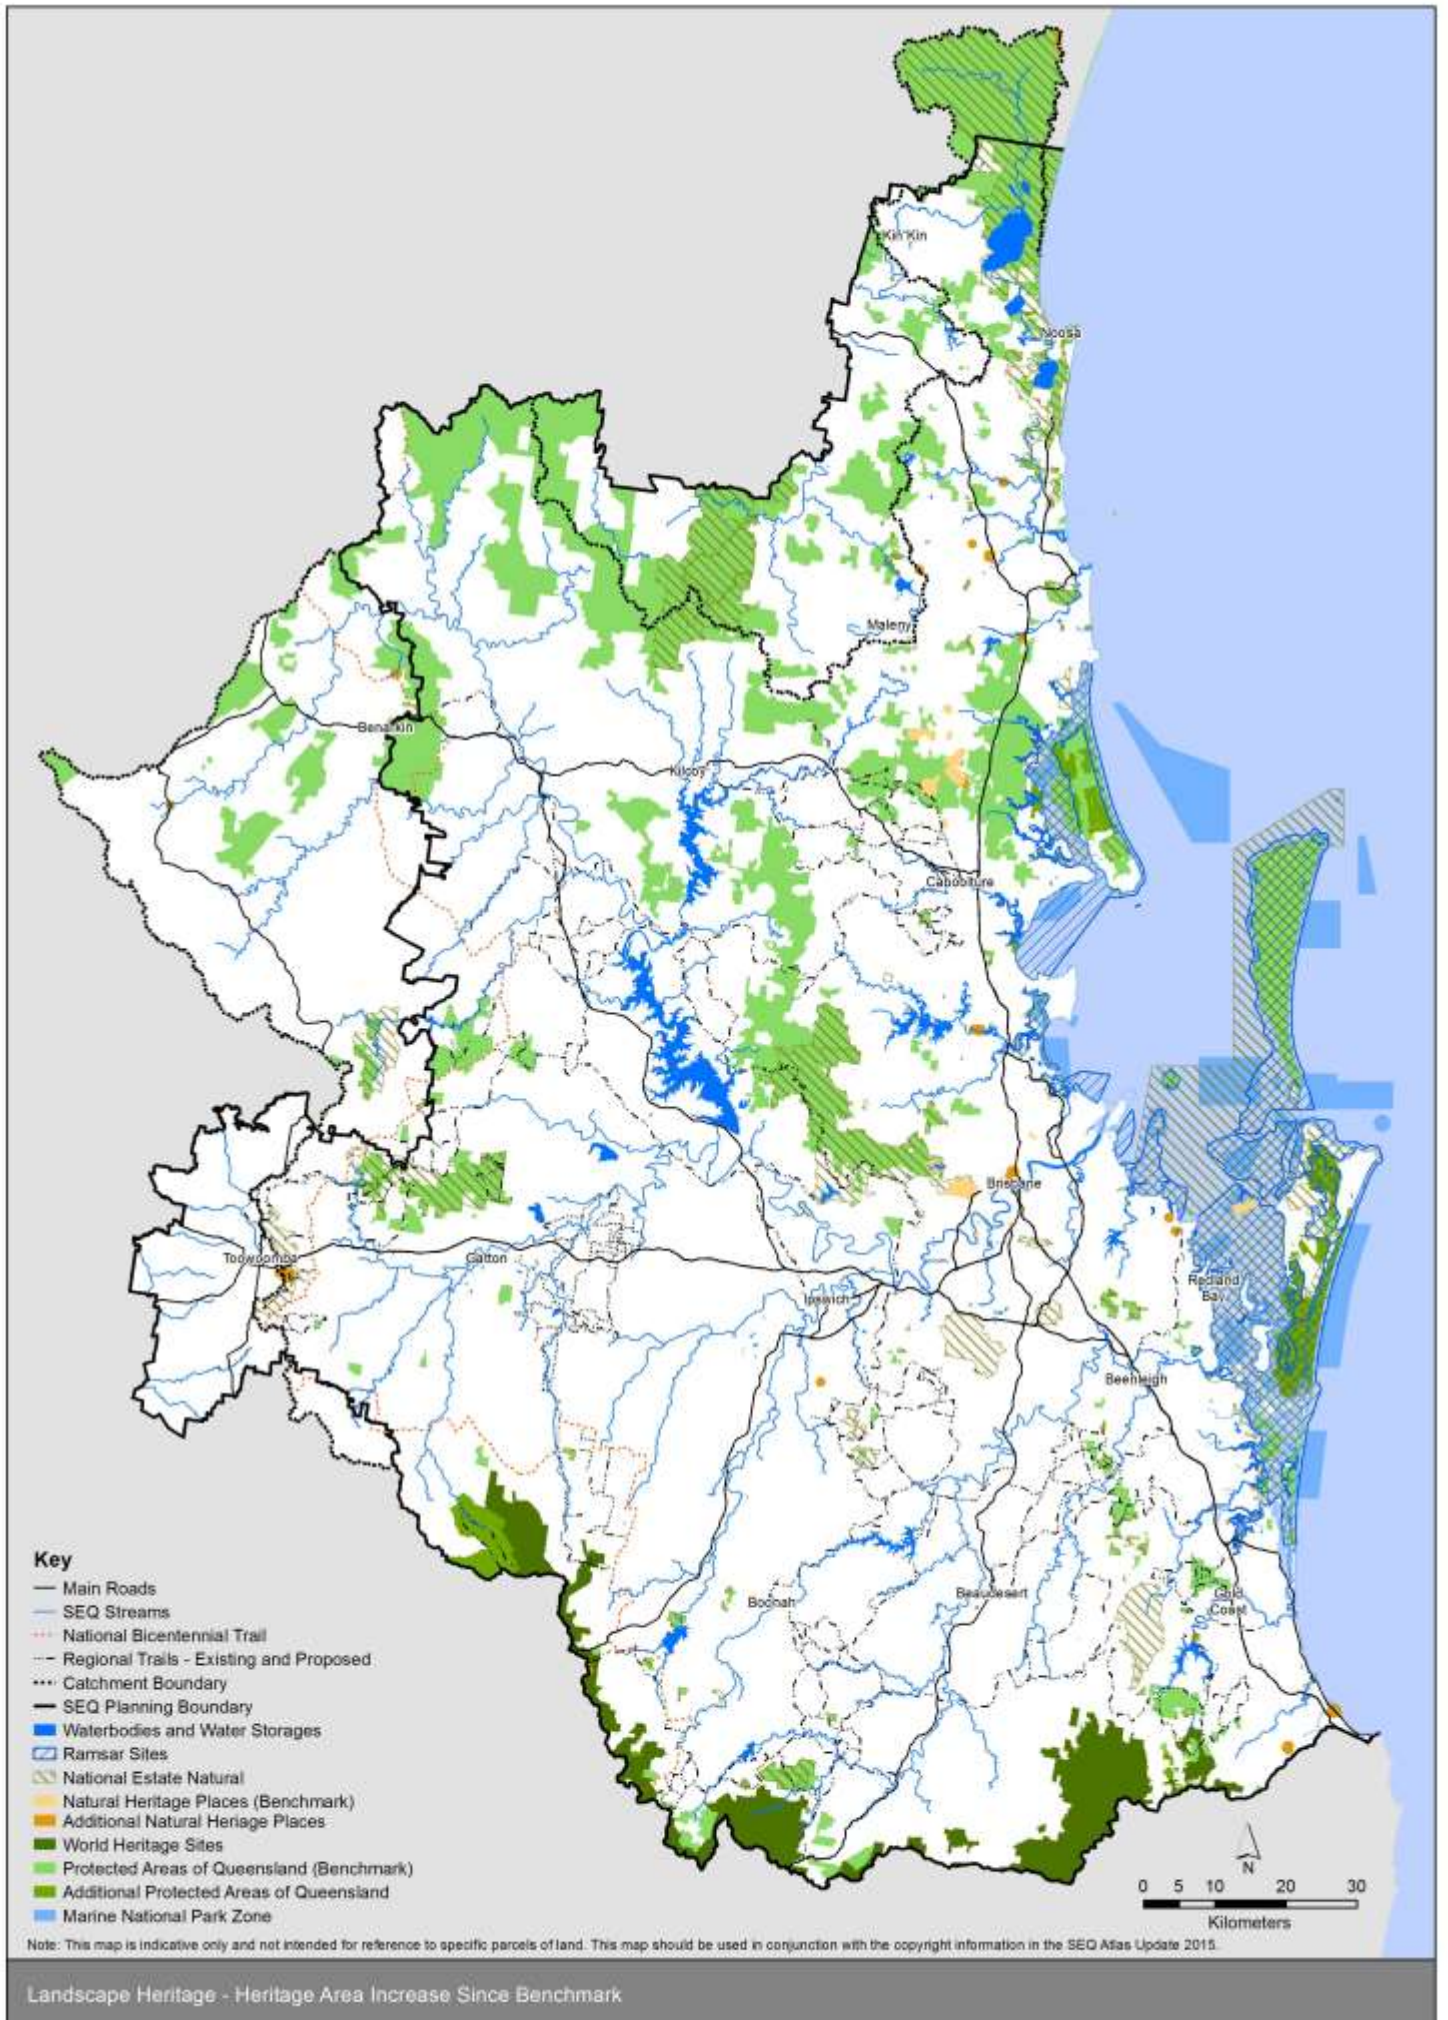 Kin Kin
Noosa
Maleny
Benarkin
Kilcoy
Caboolture
Brisbane
Toowoomba
Gatton
Redland
Bay
Ipswich
Beenleigh
Boonah
Beaudesert
Gold
Coast
Key
Main Roads
SEQ Streams
National Bicentennial Trail
Regional Trails - Existing and Proposed
Catchment Boundary
SEQ Planning Boundary
Waterbodies and Water Storages
Ramsar Sites
National Estate Natural
Natural Heritage Places (Benchmark)
Additional Natural Heriage Places
World Heritage Sites
Protected Areas of Queensland (Benchmark)
Additional Protected Areas of Queensland
Marine National Park Zone
N
0 5 10 20 30
Kilometers
Note: This map is indicative only and not intended for reference to specific parcels of land. This map should be used in conjunction with the copyright information in the SEQ Atlas Update 2015.
Landscape Heritage - Heritage Area Increase Since Benchmark